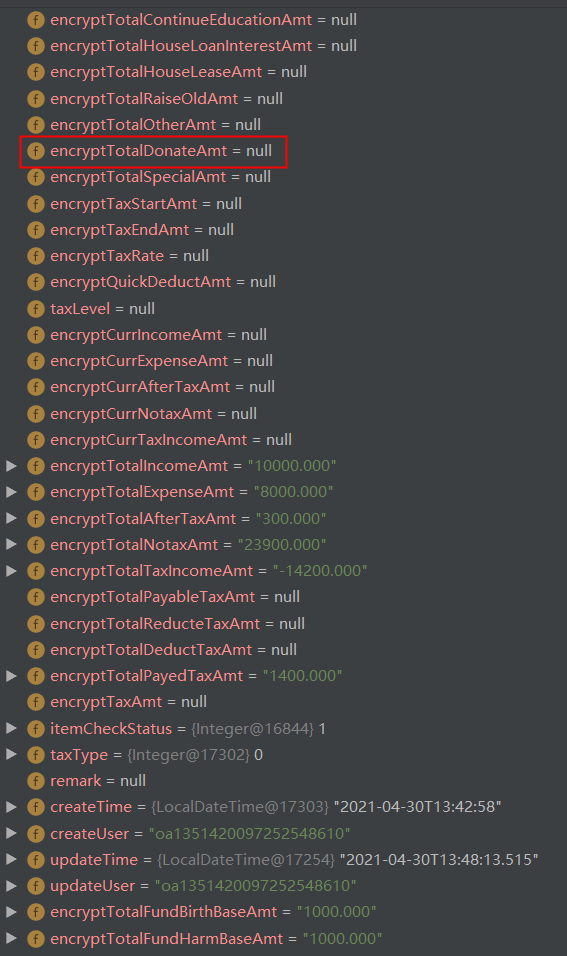 f encryptTotalContinueEducationAmt = null
f encryptTotalHouseLoanInterestAmt = null
f encryptTotalHouseLeaseAmt = null
f encryptTotalRaiseOldAmt = null
f encryptTotalOtherAmt = null
f encryptTotalDonateAmt = null
f encryptTotalSpecialAmt = null
f encryptTaxStartAmt = null
f encryptTaxEndAmt = null
f encryptTaxRate = null
f encryptQuickDeductAmt = null
f taxLevel = null
f encryptCurrIncomeAmt = null
f encryptCurrExpenseAmt = null
f encryptCurrAfterTaxAmt = null
f encryptCurrNotaxAmt = null
f encryptCurrTaxIncomeAmt = null
f encryptTotalIncomeAmt = "10000.000"
f encryptTotalExpenseAmt = "8000.000"
f encryptTotalAfterTaxAmt = "300.000"
f encryptTotalNotaxAmt = "23900.000"
f encryptTotalTaxIncomeAmt = "-14200.000"
f encryptTotalPayableTaxAmt = null
f encryptTotalReducteTaxAmt = null
f encryptTotalDeductTaxAmt = null
f encryptTotalPayedTaxAmt = "1400.000"
f encryptTaxAmt = null
f itemCheckStatus = {Integer@16844} 1
f taxType = {Integer@17302} 0
f remark = null
f createTime = {LocalDateTime@17303} "2021-04-30T13:42:58"
f createUser = "oa1351420097252548610"
f updateTime = {LocalDateTime@17254} "2021-04-30T13:48:13.515"
f updateUser = "oa1351420097252548610"
f encryptTotalFundBirthBaseAmt = "1000.000"
f encryptTotalFundHarmBaseAmt = "1000.000"